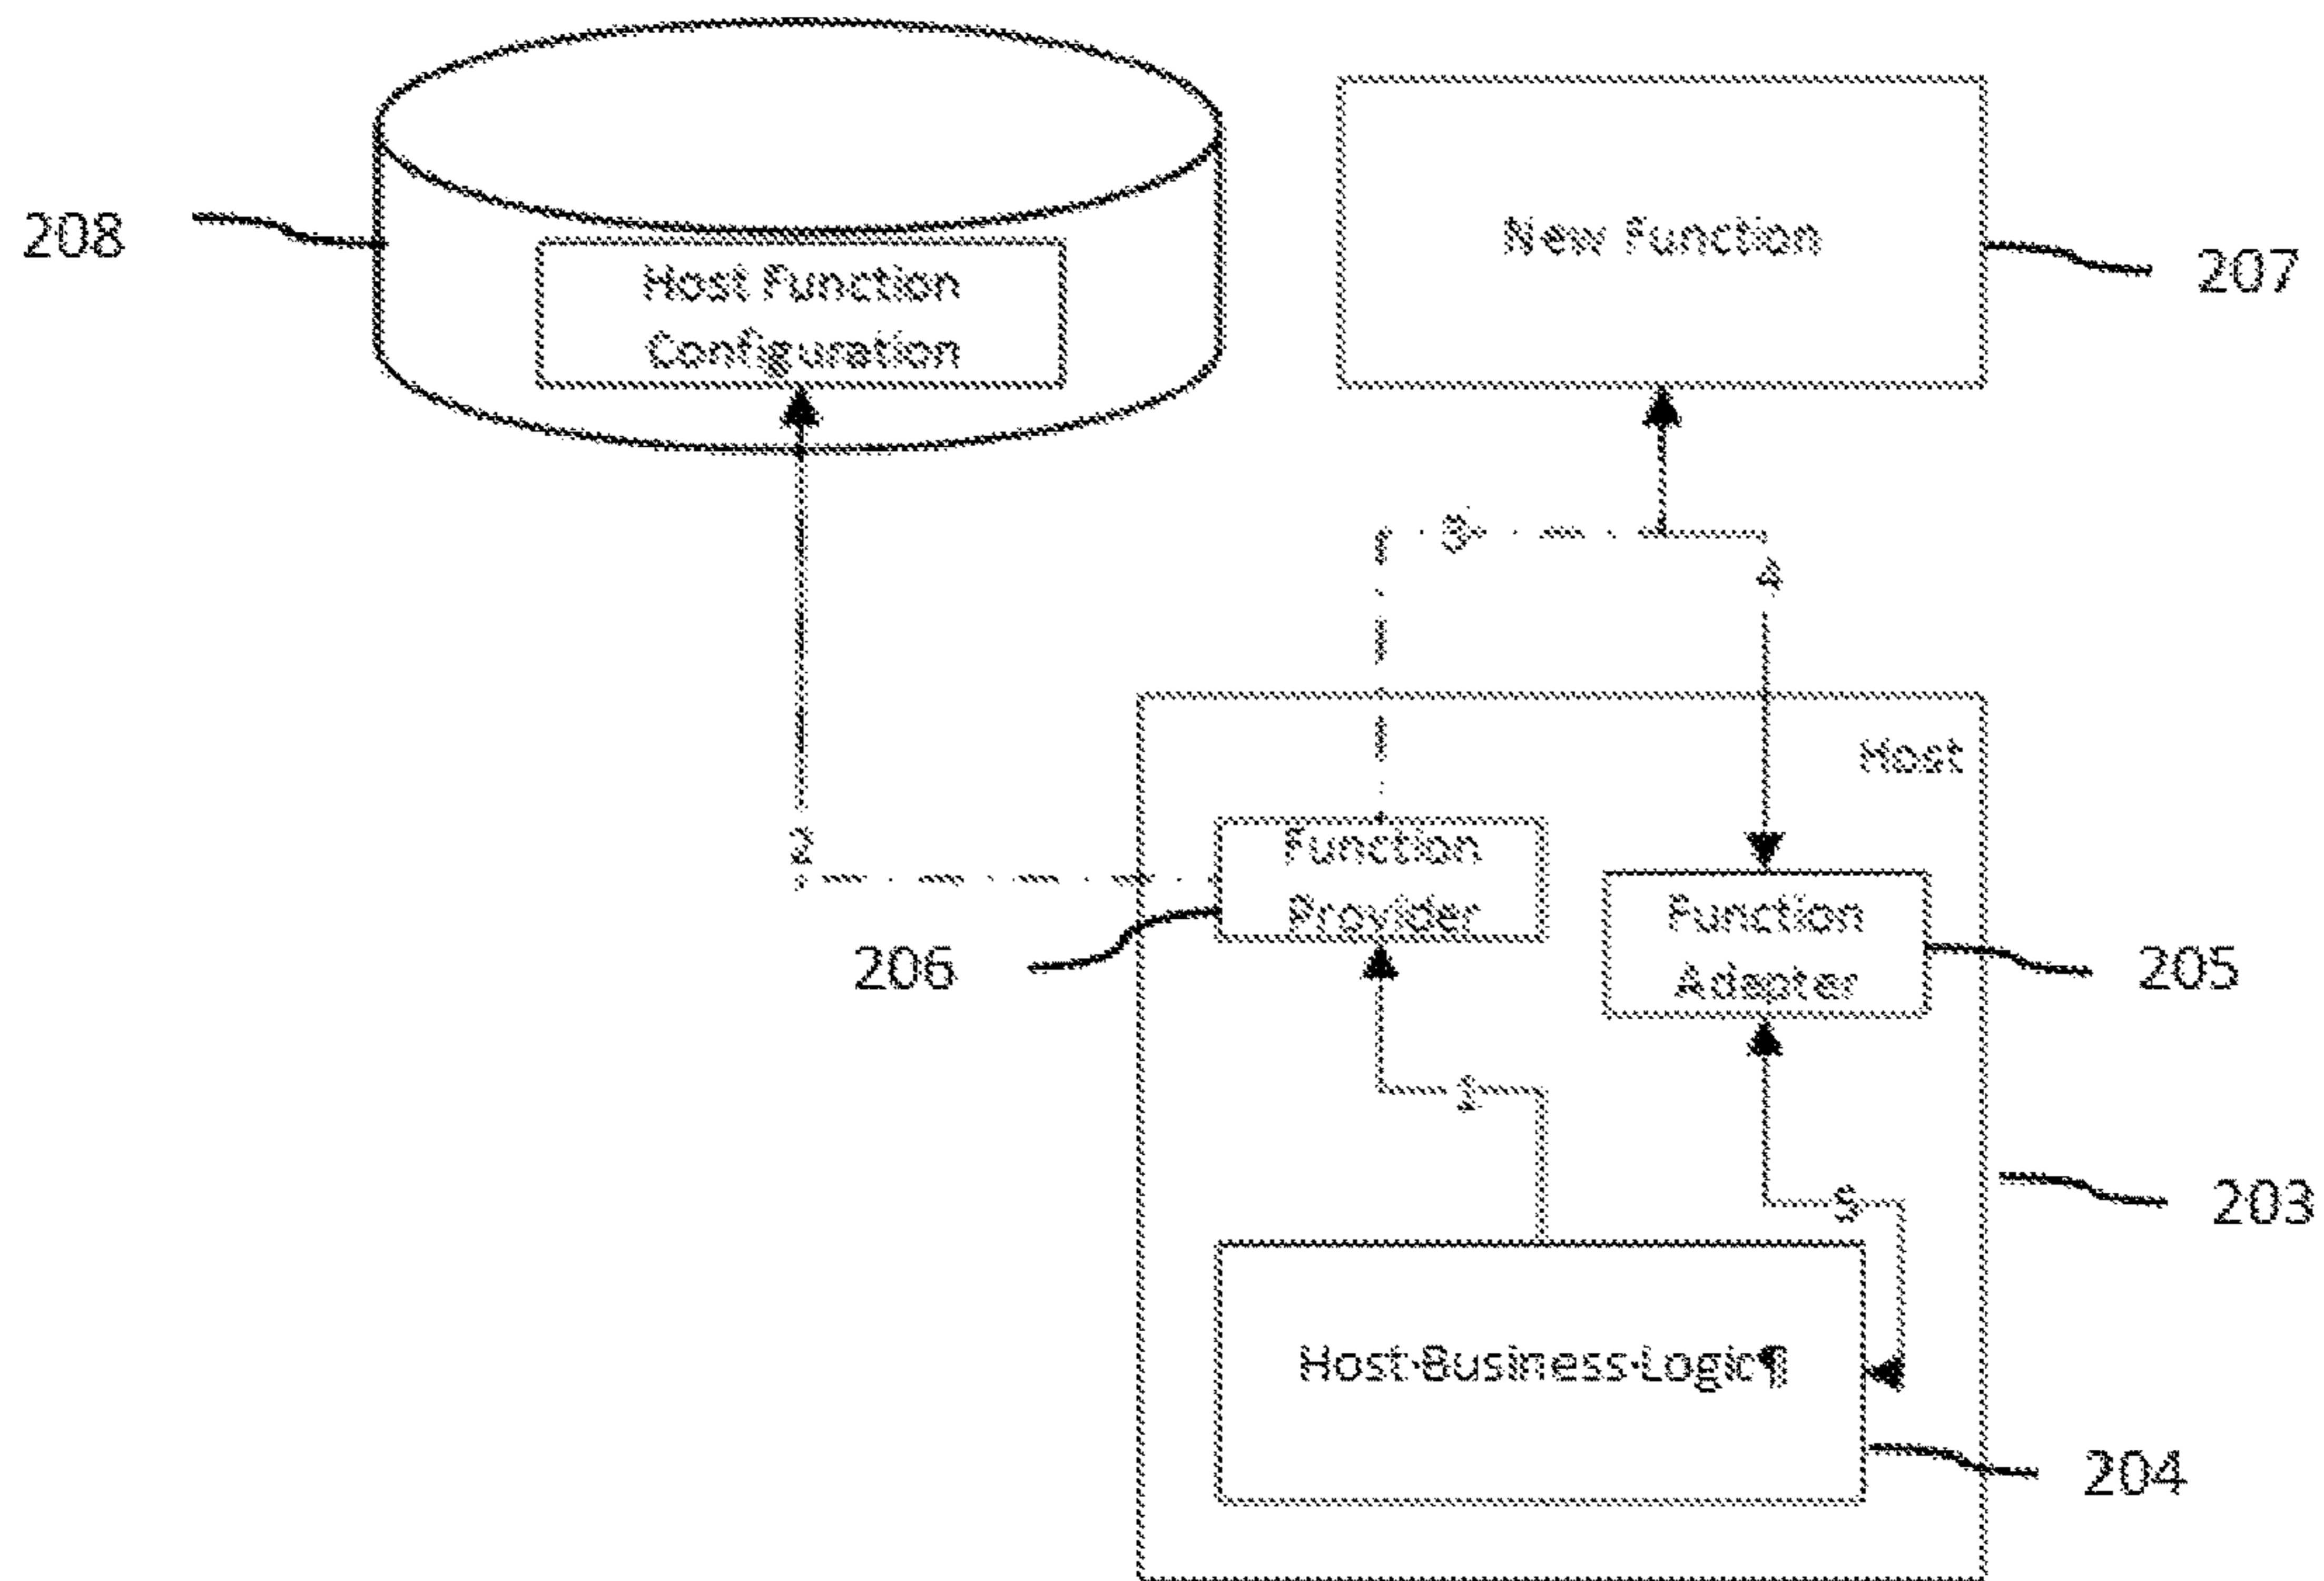 208
Host Function
Configuration
New Function
207
3
4
Host
2
Function
Provider
206
Function
Adapter
205
1
5
203
Host·Business·Logic¶
204